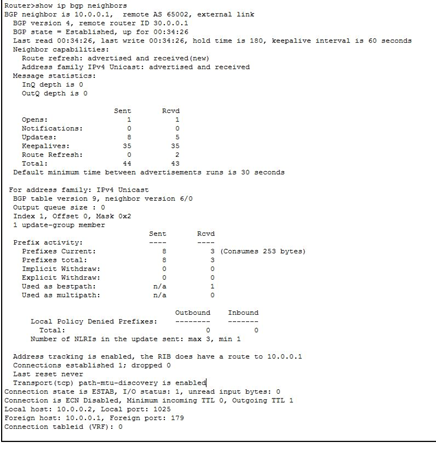 Router>show ip bgp neighbors
BGP neighbor is 10.0.0.1, remote AS 65002, external link
BGP version 4, remote router ID 30.0.0.1
BGP state = Established, up for 00:34:26
Last read 00:34:26, last write 00:34:26, hold time is 180, keepalive interval is 60 seconds
Neighbor capabilities:
Route refresh: advertised and received(new)
Address family IPv4 Unicast: advertised and received
Message statistics:
InQ depth is 0
OutQ depth is 0
Sent Rcvd
Opens: 1 1
Notifications: 0 0
Updates: 8 5
Keepalives: 35 35
Route Refresh: 0 2
Total: 44 43
Default minimum time between advertisements runs is 30 seconds
For address family: IPv4 Unicast
BGP table version 9, neighbor version 6/0
Output queue size : 0
Index 1, Offset 0, Mask 0x2
1 update-group member
Sent Rcvd
Prefix activity: ---- ----
Prefixes Current: 8 3 (Consumes 253 bytes)
Prefixes total: 8 3
Implicit Withdraw: 0 0
Explicit Withdraw: 0 0
Used as bestpath: n/a 1
Used as multipath: n/a 0
Outbound Inbound
Local Policy Denied Prefixes: -------- -------
Total: 0 0
Number of NLRIs in the update sent: max 3, min 1
Address tracking is enabled, the RIB does have a route to 10.0.0.1
Connections established 1; dropped 0
Last reset never
Transport(tcp) path-mtu-discovery is enabled
Connection state is ESTAB, I/O status: 1, unread input bytes: 0
Connection is ECN Disabled, Minimum incoming TTL 0, Outgoing TTL 1
Local host: 10.0.0.2, Local port: 1025
Foreign host: 10.0.0.1, Foreign port: 179
Connection tableid (VRF): 0